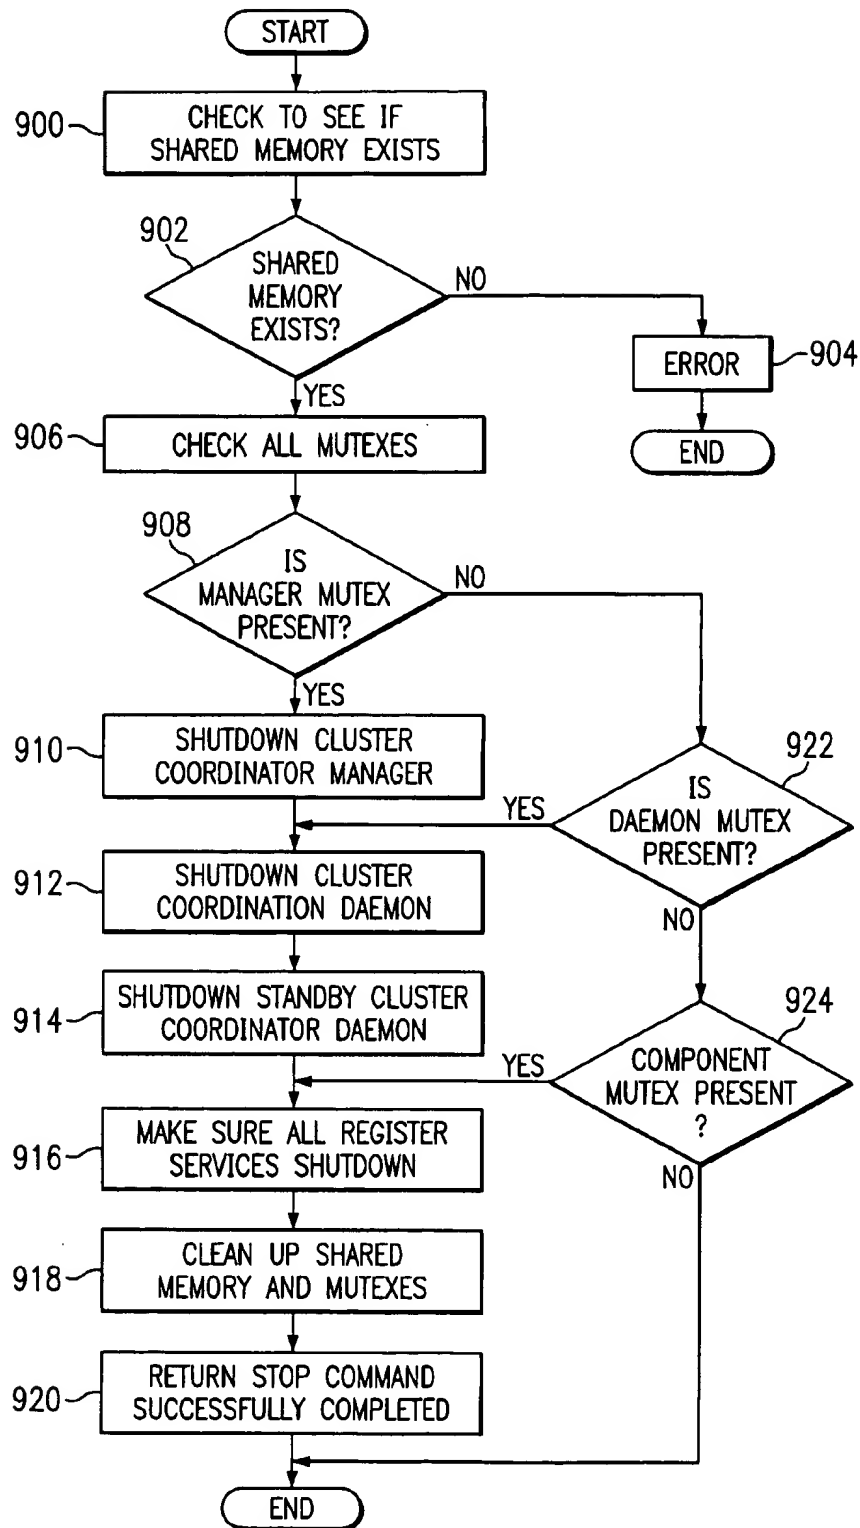 START
900
CHECK TO SEE IF
SHARED MEMORY EXISTS
902
SHARED
MEMORY
EXISTS?
NO
ERROR
904
END
YES
906
CHECK ALL MUTEXES
908
IS
MANAGER MUTEX
PRESENT?
NO
YES
910
SHUTDOWN CLUSTER
COORDINATOR MANAGER
922
IS
DAEMON MUTEX
PRESENT?
YES
NO
912
SHUTDOWN CLUSTER
COORDINATION DAEMON
914
SHUTDOWN STANDBY CLUSTER
COORDINATOR DAEMON
924
COMPONENT
MUTEX PRESENT
?
YES
NO
916
MAKE SURE ALL REGISTER
SERVICES SHUTDOWN
918
CLEAN UP SHARED
MEMORY AND MUTEXES
920
RETURN STOP COMMAND
SUCCESSFULLY COMPLETED
END